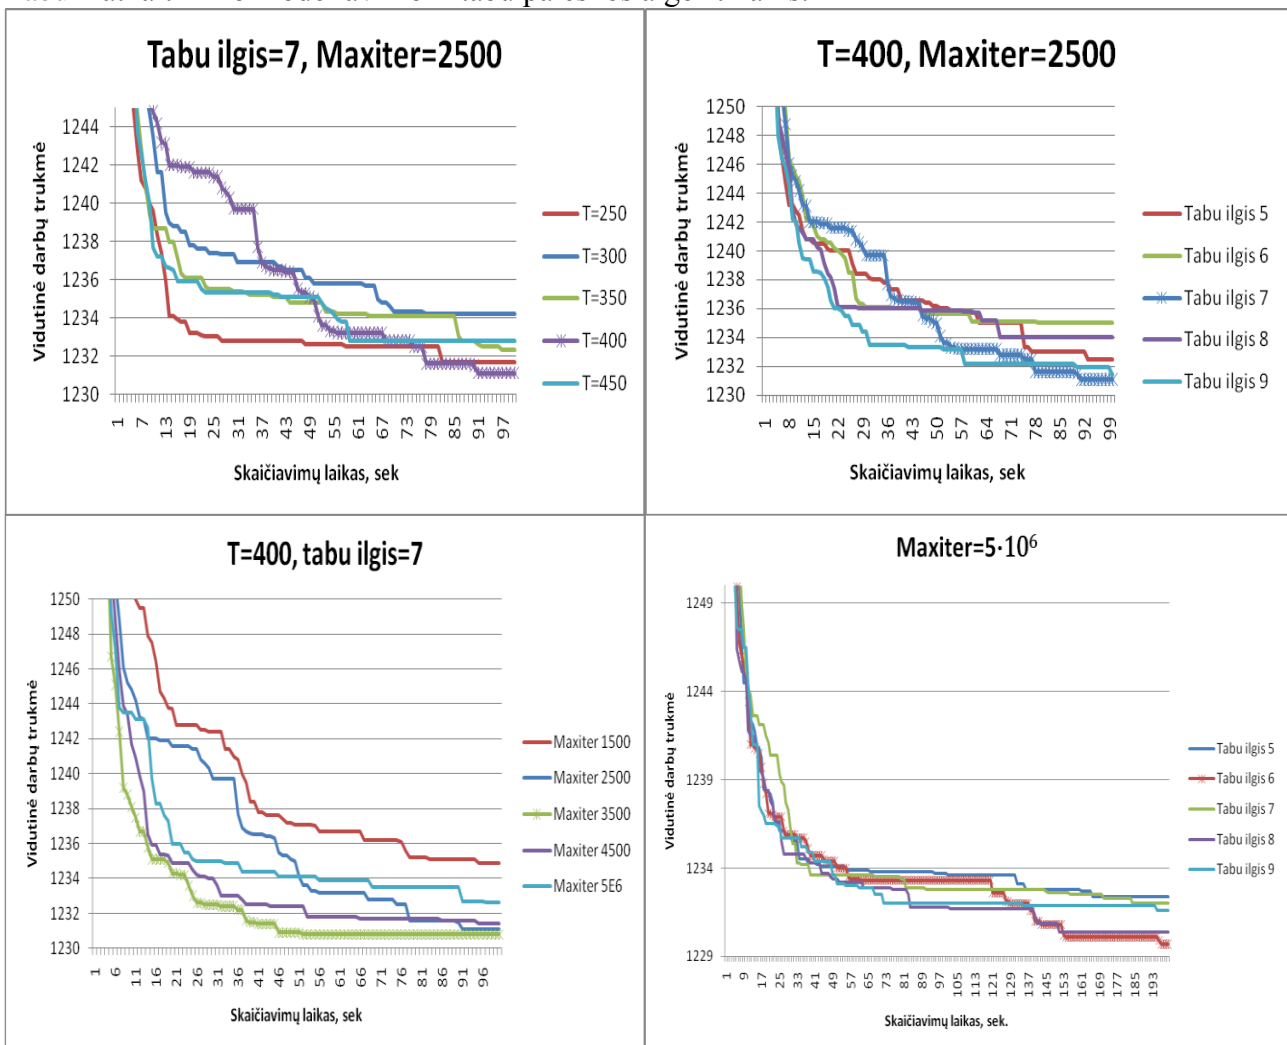 Tabu ilgis=7, Maxiter=2500
1244
1242
1240
1238
1236
1234
1232
1230
Vidutinė darbų trukmė
1 7 13 19 25 31 37 43 49 55 61 67 73 79 85 91 97
Skaičiavimų laikas, sek
T=250
T=300
T=350
T=400
T=450
T=400, Maxiter=2500
1250
1248
1246
1244
1242
1240
1238
1236
1234
1232
1230
Vidutinė darbų trukmė
1 8 15 22 29 36 43 50 57 64 71 78 85 92 99
Skaičiavimų laikas, sek
Tabu ilgis 5
Tabu ilgis 6
Tabu ilgis 7
Tabu ilgis 8
Tabu ilgis 9
T=400, tabu ilgis=7
1250
1248
1246
1244
1242
1240
1238
1236
1234
1232
1230
Vidutinė darbų trukmė
1 6 11 16 21 26 31 36 41 46 51 56 61 66 71 76 81 86 91 96
Skaičiavimų laikas, sek
Maxiter 1500
Maxiter 2500
Maxiter 3500
Maxiter 4500
Maxiter 5E6
Maxiter=5·10⁶
1249
1244
1239
1234
1229
Vidutinė darbų trukmė
1 9 17 25 33 41 49 57 65 73 81 89 97 105 113 121 129 137 145 153 161 169 177 185 193
Skaičiavimų laikas, sek.
Tabu ilgis 5
Tabu ilgis 6
Tabu ilgis 7
Tabu ilgis 8
Tabu ilgis 9